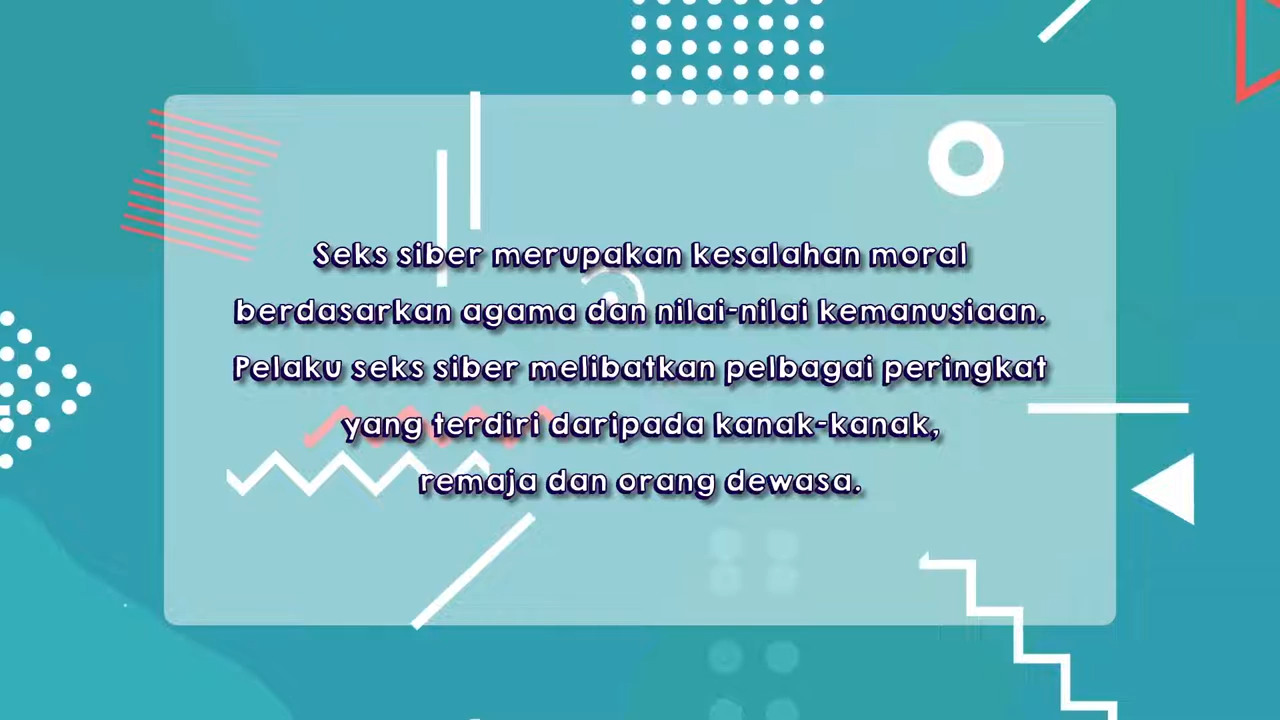 Seks siber merupakan kesalahan moral
berdasarkan agama dan nilai-nilai kemanusiaan.
Pelaku seks siber melibatkan pelbagai peringkat
yang terdiri daripada kanak-kanak,
remaja dan orang dewasa.